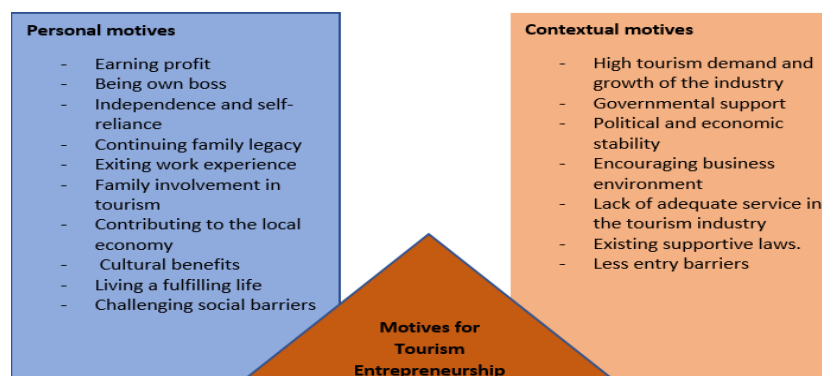 Personal motives
- Earning profit
- Being own boss
- Independence and self-
reliance
- Continuing family legacy
- Exiting work experience
- Family involvement in
tourism
- Contributing to the local
economy
- Cultural benefits
- Living a fulfilling life
- Challenging social barriers
Contextual motives
- High tourism demand and
growth of the industry
- Governmental support
- Political and economic
stability
- Encouraging business
environment
- Lack of adequate service in
the tourism industry
- Existing supportive laws.
- Less entry barriers
Motives for
Tourism
Entrepreneurship